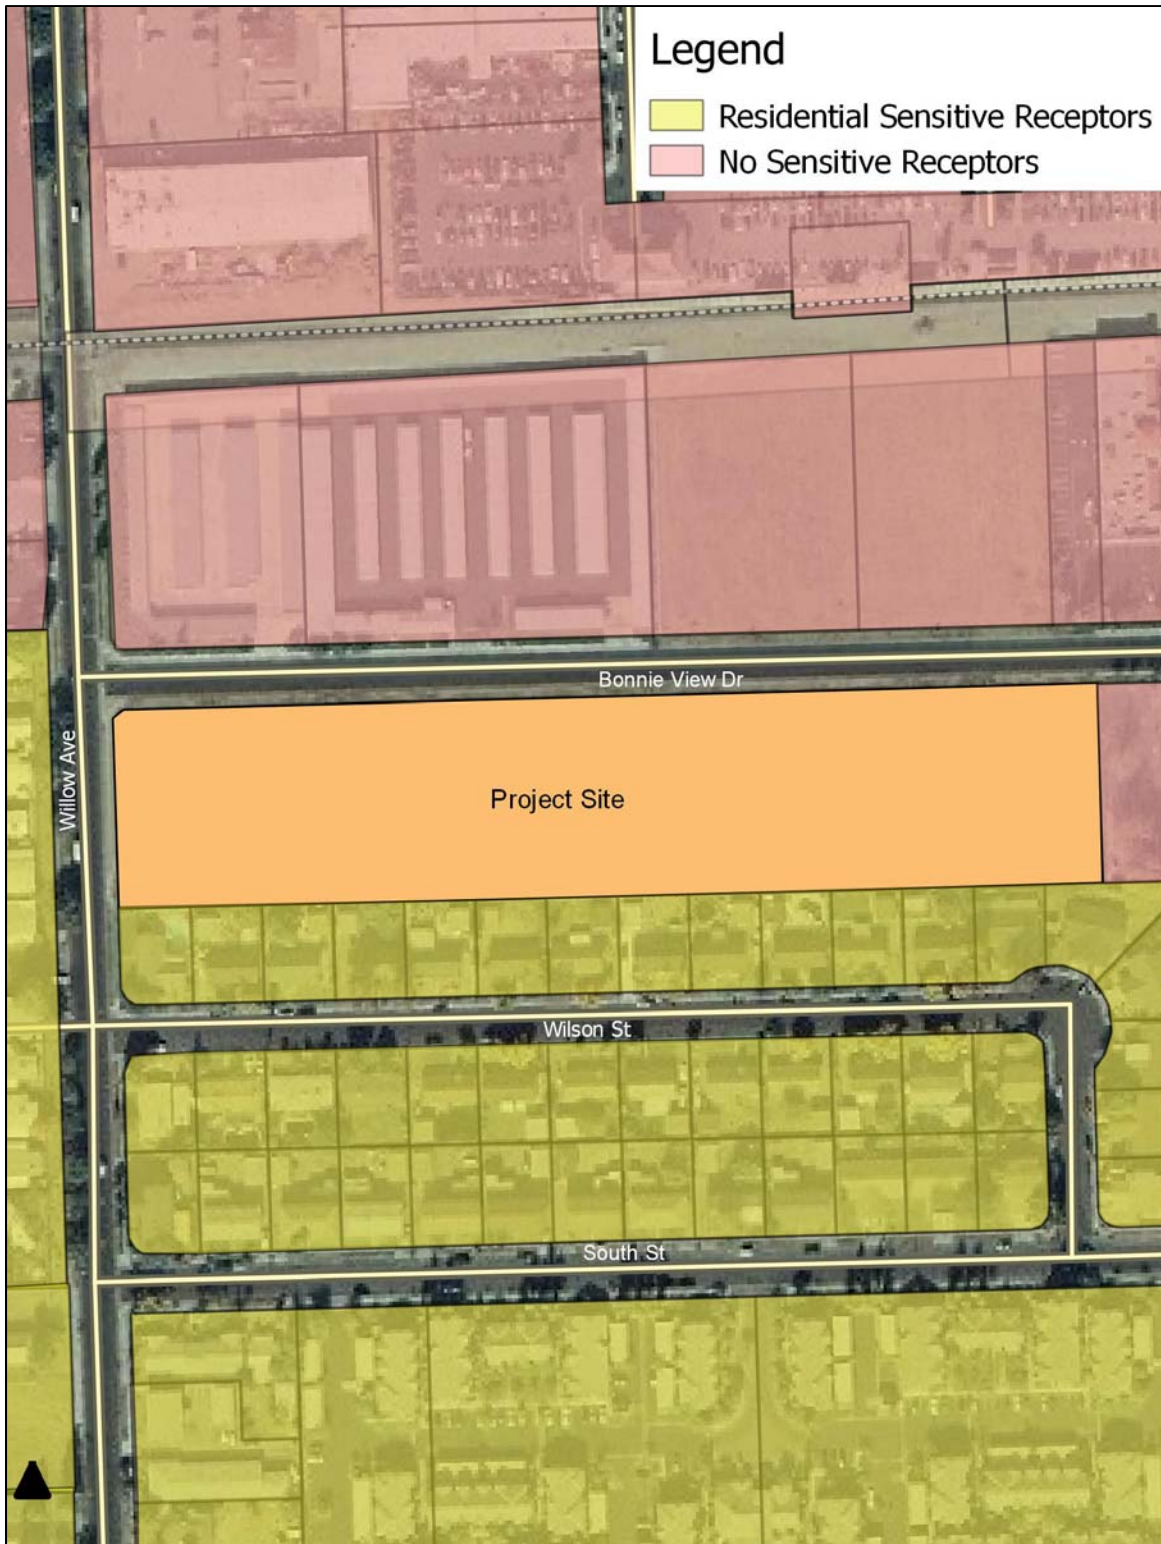 Legend
Residential Sensitive Receptors
No Sensitive Receptors
Bonnie View Dr
Willow Ave
Project Site
Wilson St
South St